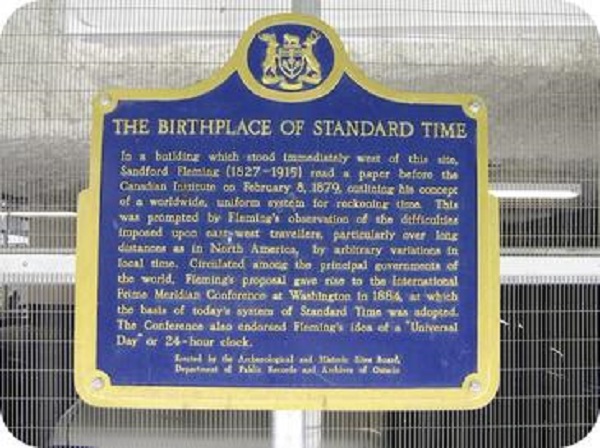 THE BIRTHPLACE OF STANDARD TIME
In a building which stood immediately west of this site,
Sandford Fleming (1827-1915) read a paper before the
Canadian Institute on February 8, 1879, outlining his concept
of a worldwide, uniform system for reckoning time. This
was prompted by Fleming's observation of the difficulties
imposed upon east-west travellers, particularly over long
distances as in North America, by arbitrary variations in
local time. Circulated among the principal governments of
the world, Fleming's proposal gave rise to the International
Prime Meridian Conference at Washington in 1884, at which
the basis of today's system of Standard Time was adopted.
The Conference also endorsed Fleming's idea of a "Universal
Day" or 24-hour clock.
Erected by the Archaeological and Historic Sites Board,
Department of Public Records and Archives of Ontario